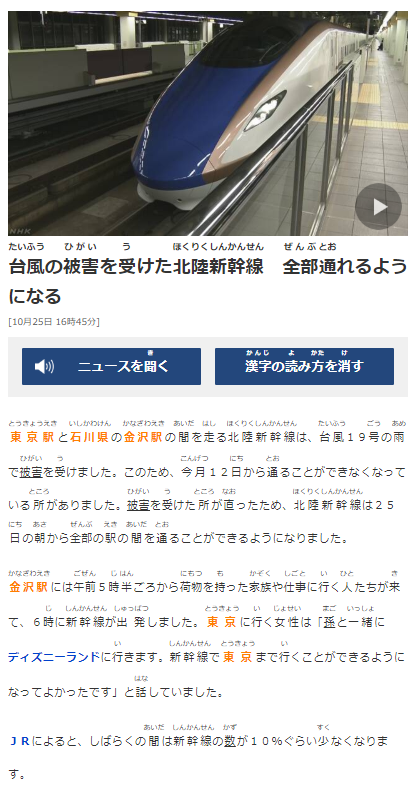 NHK
台風の被害を受けた北陸新幹線　全部通れるよう
になる
[10月25日 16時45分]
ニュースを聞く
漢字の読み方を消す
東京駅と石川県の金沢駅の間を走る北陸新幹線は、台風１９号の雨
で被害を受けました。このため、今月１２日から通ることができなくなって
いる所がありました。被害を受けた所が直ったため、北陸新幹線は２５
日の朝から全部の駅の間を通ることができるようになりました。
金沢駅には午前５時半ごろから荷物を持った家族や仕事に行く人たちが来
て、６時に新幹線が出発しました。東京に行く女性は「孫と一緒に
ディズニーランドに行きます。新幹線で東京まで行くことができるように
なってよかったです」と話していました。
ＪＲによると、しばらくの間は新幹線の数が１０％ぐらい少なくなりま
す。